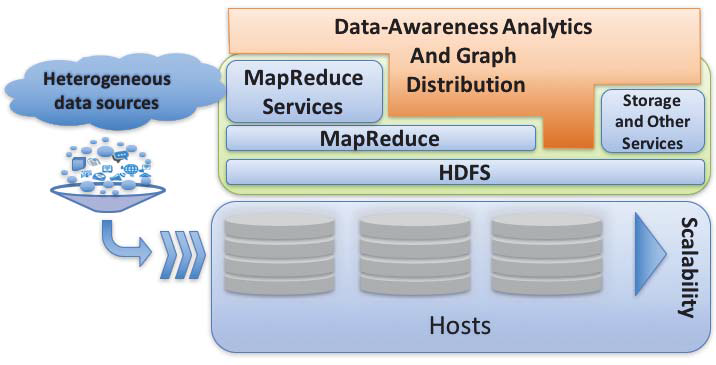 Data-Awareness Analytics
And Graph
Distribution
Heterogeneous
data sources
MapReduce
Services
MapReduce
Storage
and Other
Services
HDFS
Scalability
Hosts